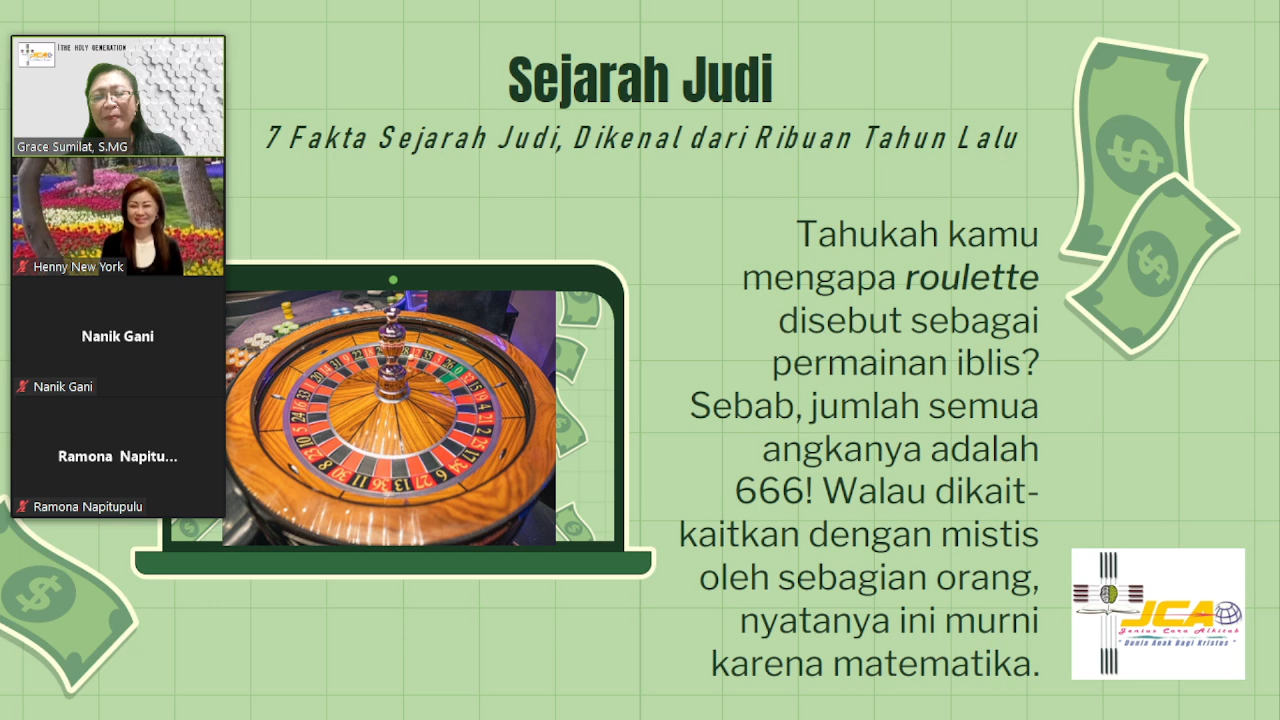 THE HOLY GENERATION
Grace Sumilat, S.MG
Henny New York
Nanik Gani
Nanik Gani
Ramona Napitu...
Ramona Napitupulu
Sejarah Judi
7 Fakta Sejarah Judi, Dikenal dari Ribuan Tahun Lalu
Tahukah kamu
mengapa roulette
disebut sebagai
permainan iblis?
Sebab, jumlah semua
angkanya adalah
666! Walau dikait-
kaitkan dengan mistis
oleh sebagian orang,
nyatanya ini murni
karena matematika.
JCA
Jenius Cara Alkitab
" Dunia Anak Bagi Kristus "